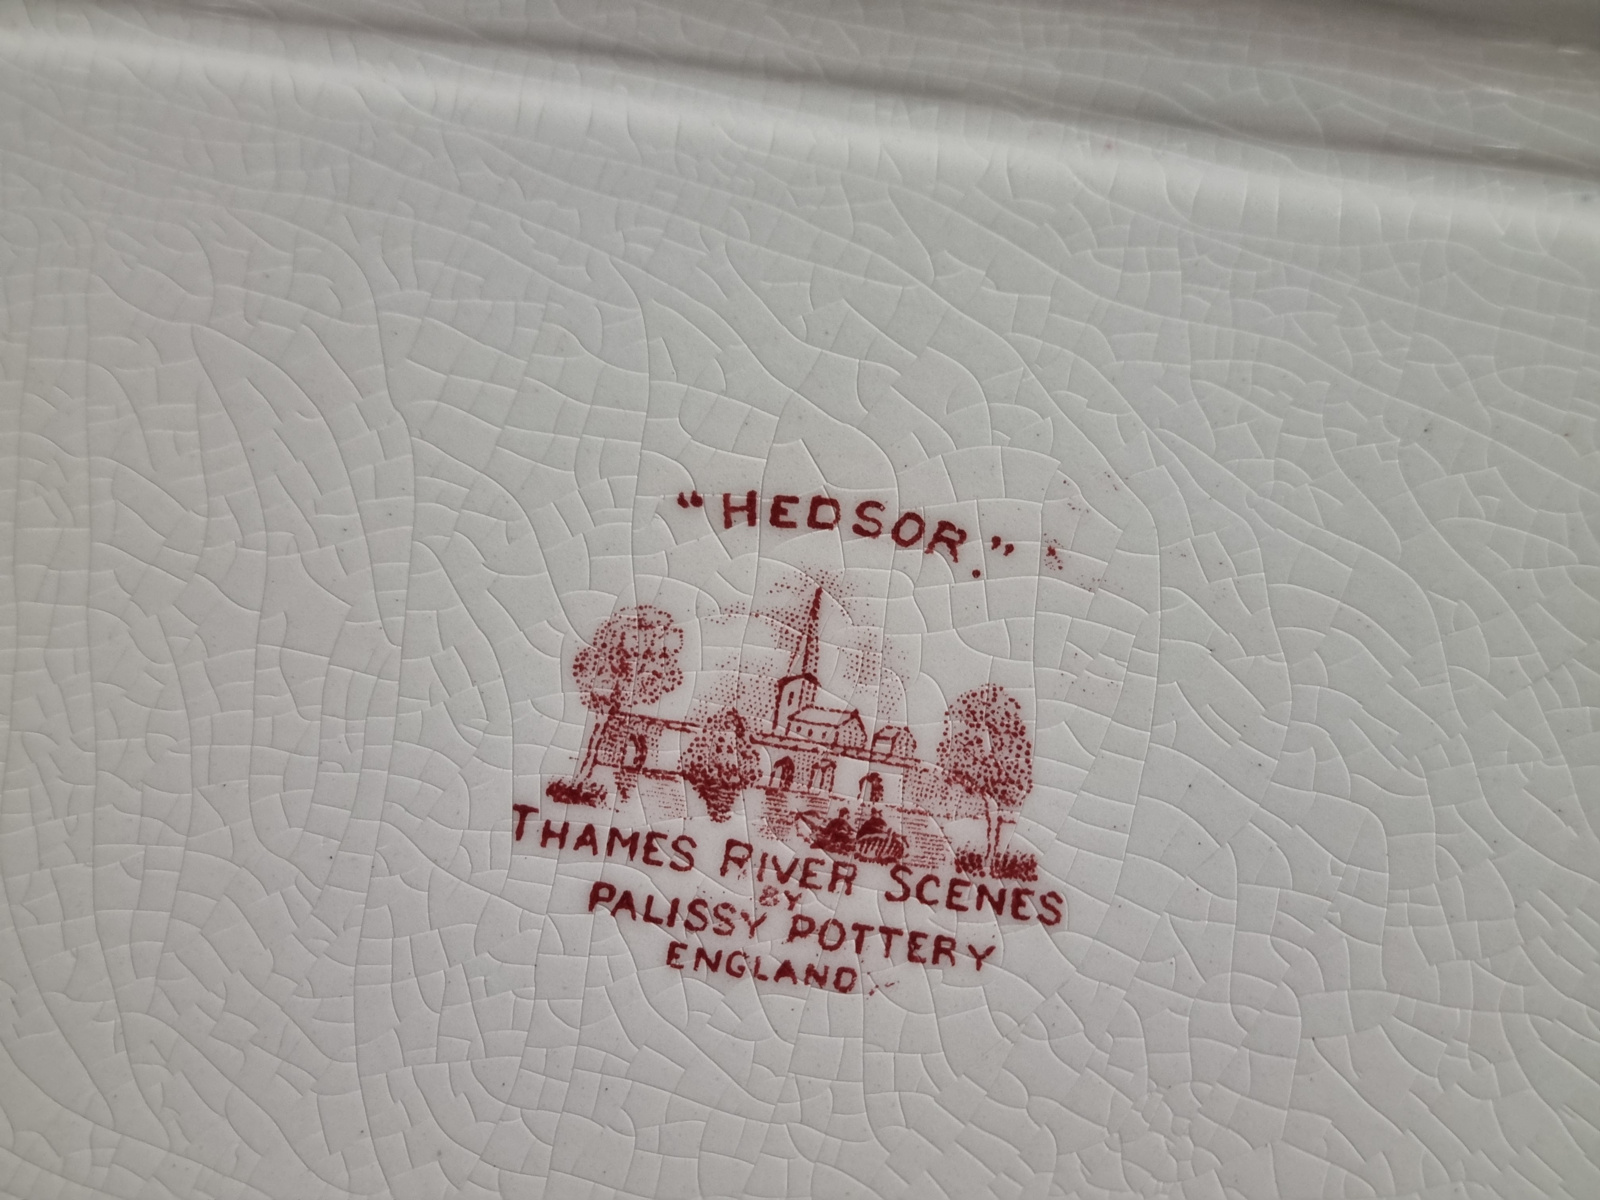 "HEDSOR."
THAMES RIVER SCENES
BY
PALISSY POTTERY
ENGLAND